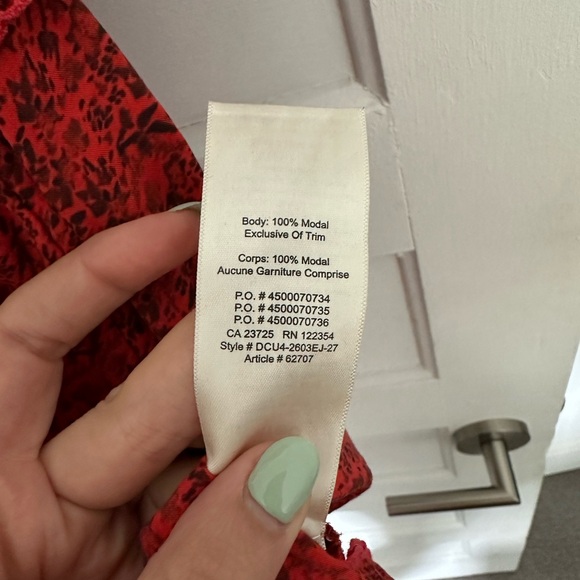 Body: 100% Modal
Exclusive Of Trim
Corps: 100% Modal
Aucune Garniture Comprise
P.O. # 4500070734
P.O. # 4500070735
P.O. # 4500070736
CA 23725 RN 122354
Style # DCU4-2603EJ-27
Article # 62707